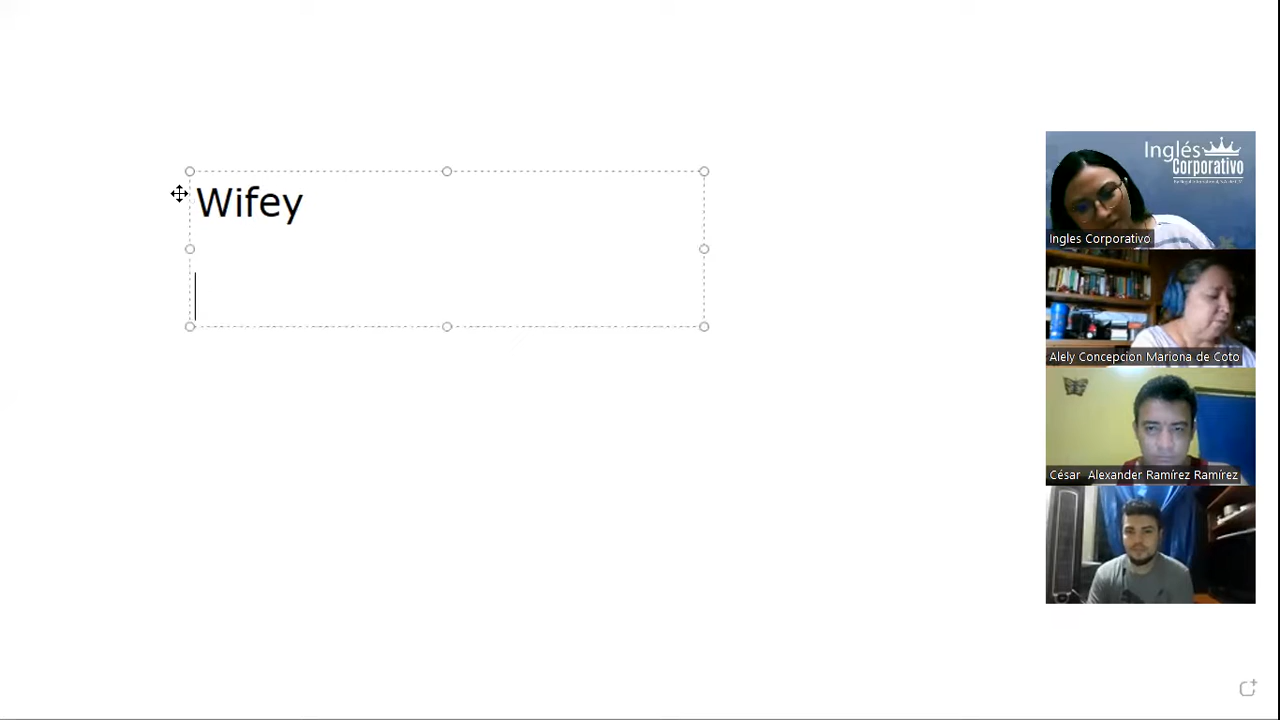 Wifey
Inglés
Corporativo
Ingles Corporativo
Alely Concepcion Mariona de Coto
César Alexander Ramírez Ramírez